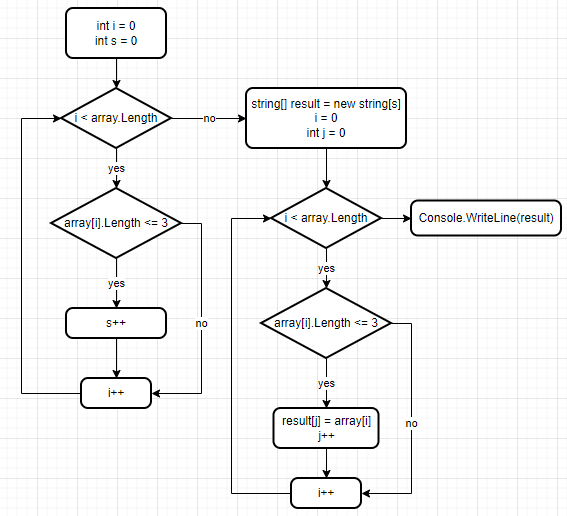 int i = 0
int s = 0
i < array.Length
no
yes
array[i].Length <= 3
yes
s++
no
i++
string[] result = new string[s]
i = 0
int j = 0
i < array.Length
Console.WriteLine(result)
yes
array[i].Length <= 3
yes
result[j] = array[i]
j++
no
i++